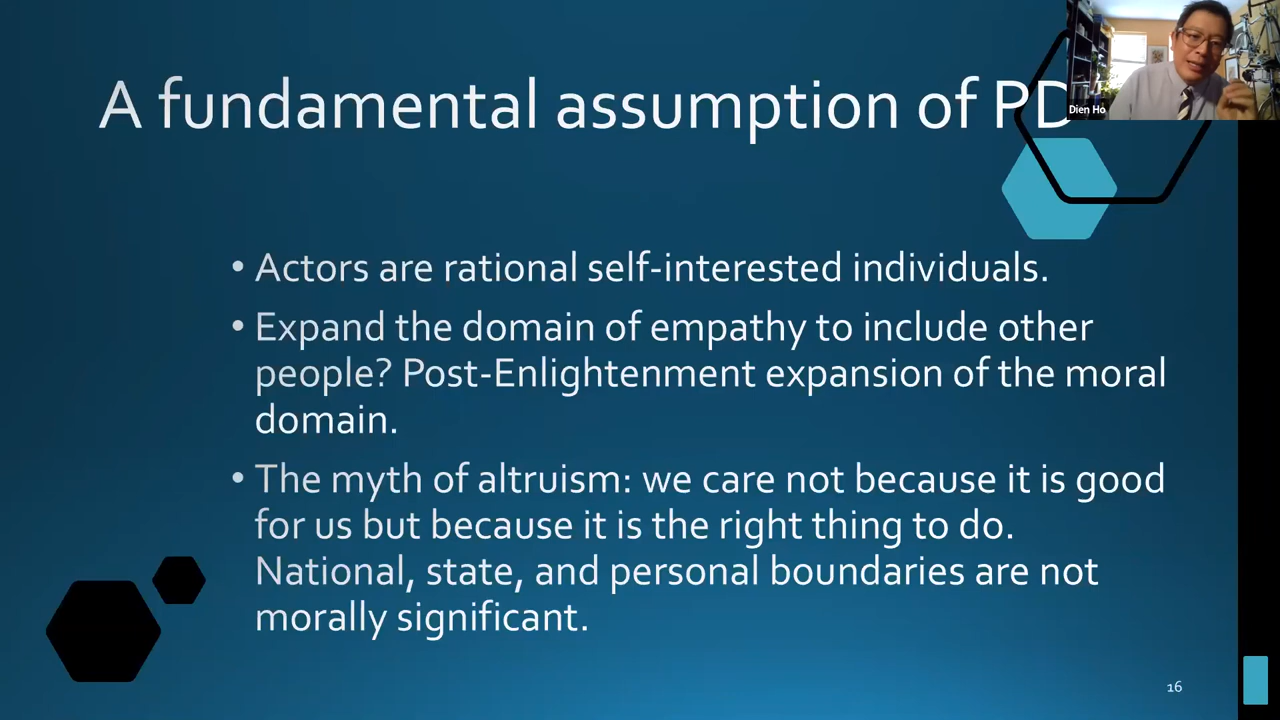 A fundamental assumption of PD
Dien Ho
• Actors are rational self-interested individuals.
• Expand the domain of empathy to include other
people? Post-Enlightenment expansion of the moral
domain.
• The myth of altruism: we care not because it is good
for us but because it is the right thing to do.
National, state, and personal boundaries are not
morally significant.
16